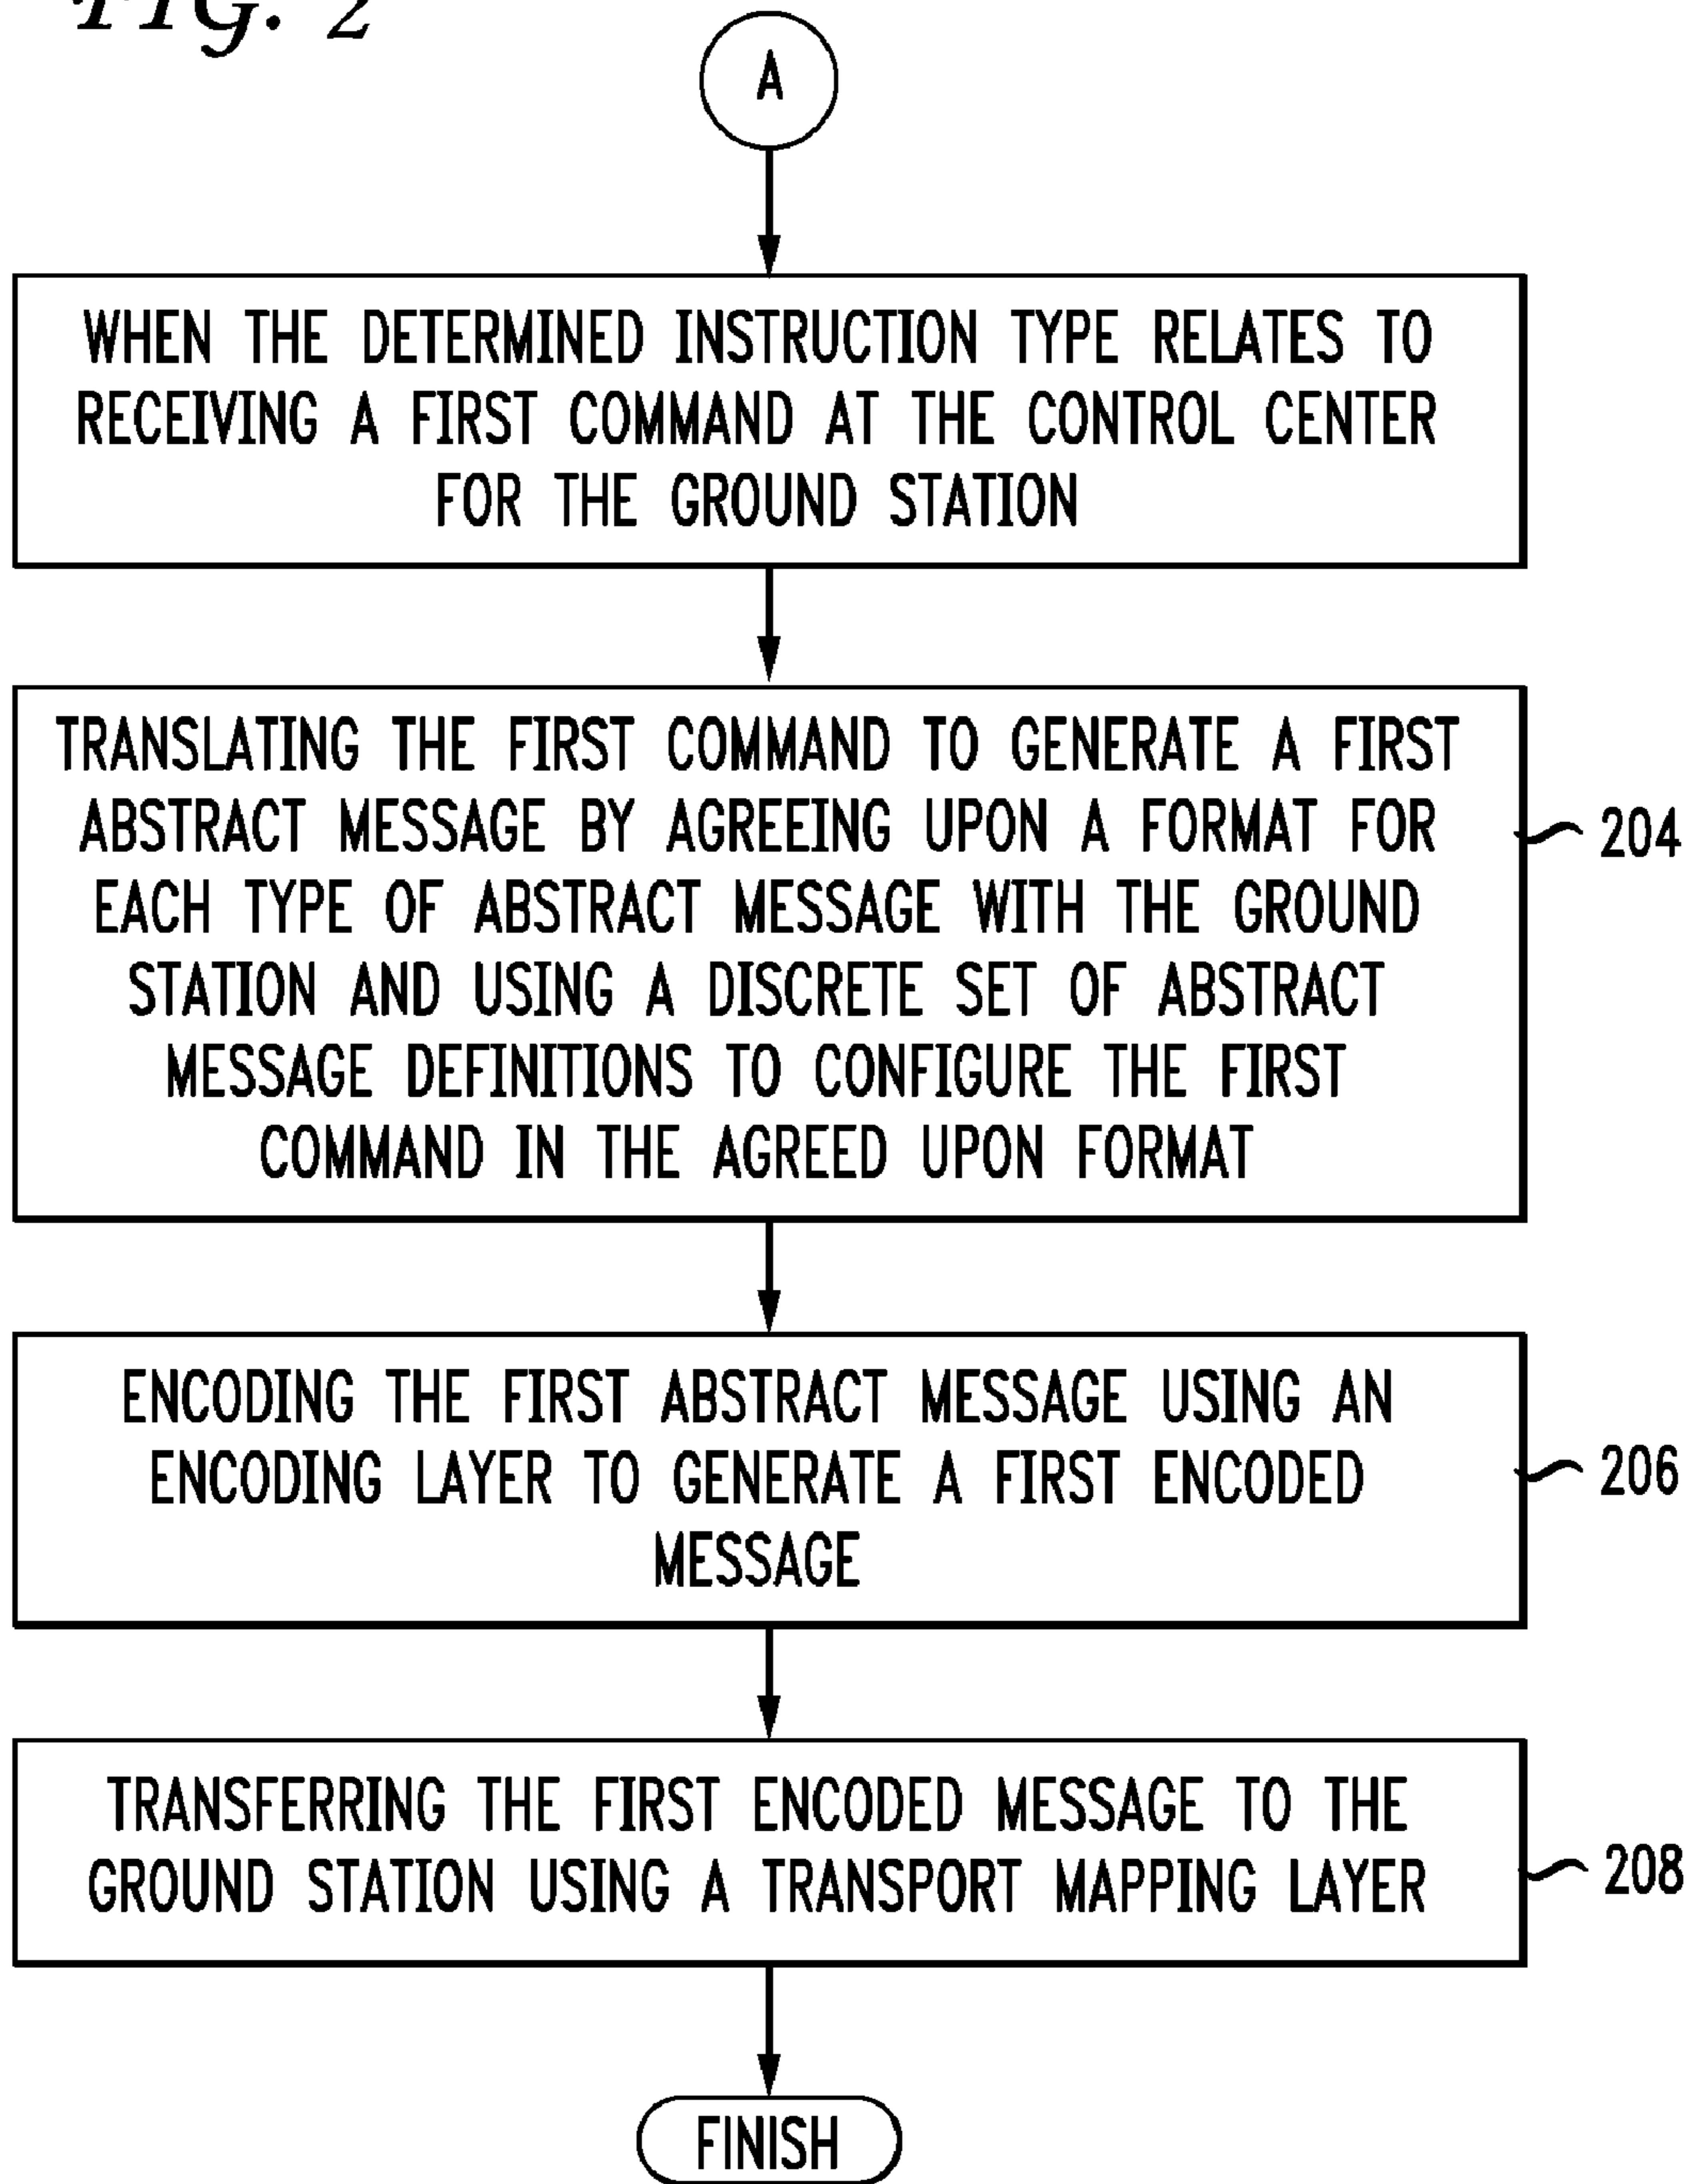 FIG. 2
A
WHEN THE DETERMINED INSTRUCTION TYPE RELATES TO
RECEIVING A FIRST COMMAND AT THE CONTROL CENTER
FOR THE GROUND STATION
TRANSLATING THE FIRST COMMAND TO GENERATE A FIRST
ABSTRACT MESSAGE BY AGREEING UPON A FORMAT FOR
EACH TYPE OF ABSTRACT MESSAGE WITH THE GROUND
STATION AND USING A DISCRETE SET OF ABSTRACT
MESSAGE DEFINITIONS TO CONFIGURE THE FIRST
COMMAND IN THE AGREED UPON FORMAT
204
ENCODING THE FIRST ABSTRACT MESSAGE USING AN
ENCODING LAYER TO GENERATE A FIRST ENCODED
MESSAGE
206
TRANSFERRING THE FIRST ENCODED MESSAGE TO THE
GROUND STATION USING A TRANSPORT MAPPING LAYER
208
FINISH